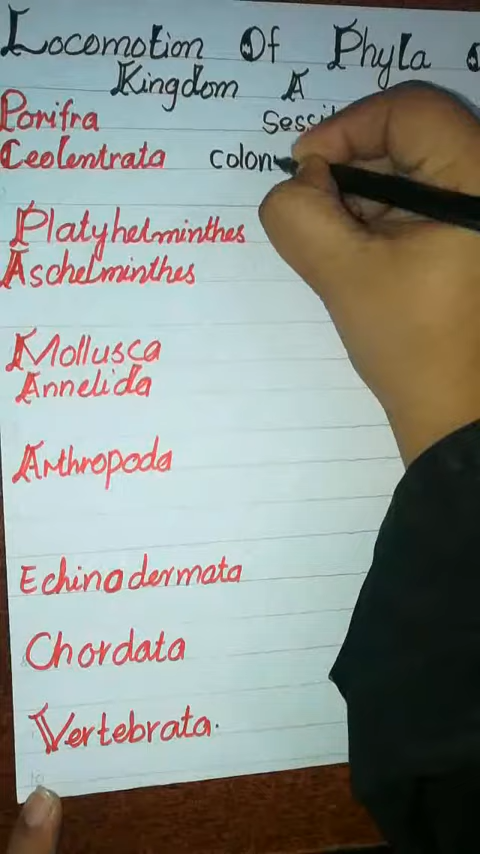 Locomotion Of Phyla
Kingdom A
Porifra
Ceolentrata colon
Platyhelminthes
Aschelminthes
Mollusca
Annelida
Arthropoda
Echinodermata
Chordata
Vertebrata.